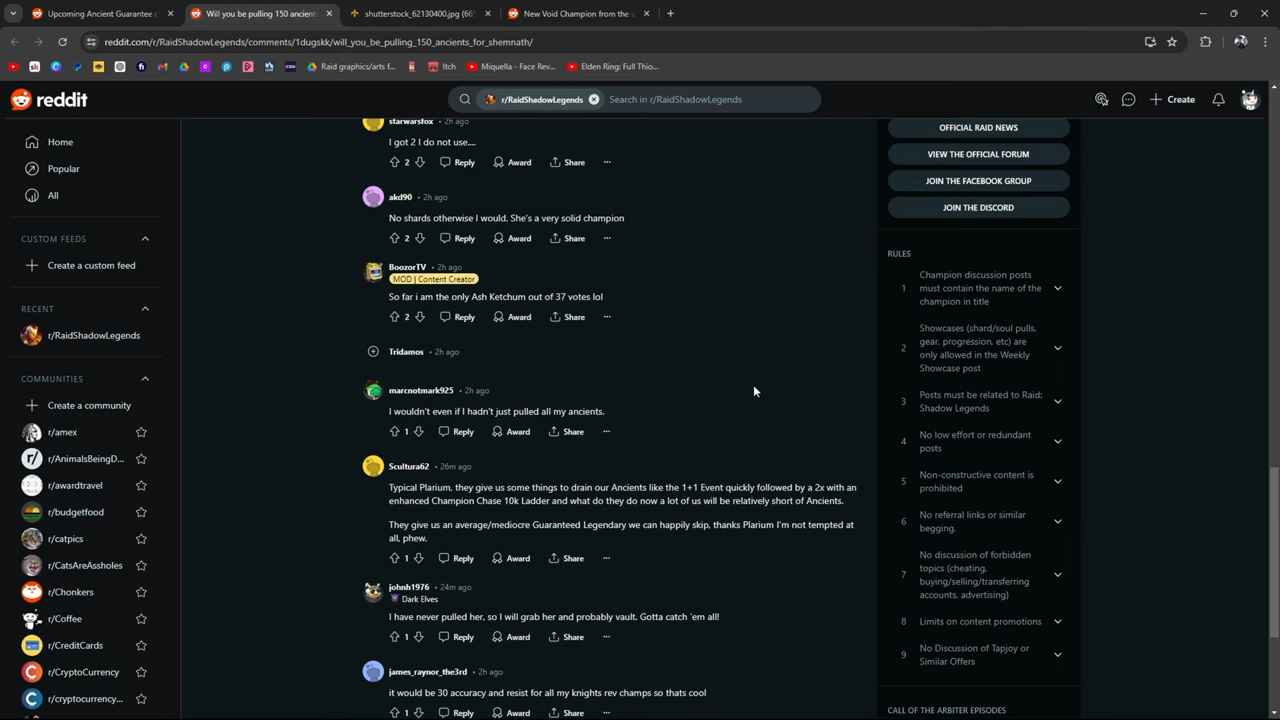 Upcoming Ancient Guarantee
Will you be pulling 150 ancients
shutterstock_62130400.jpg (66
New Void Champion from the
reddit.com/r/RaidShadowLegends/comments/1dugskk/will_you_be_pulling_150_ancients_for_shemnath/
Raid graphics/arts f...
Itch
Miquella - Face Rev...
Elden Ring: Full Thio...
reddit
r/RaidShadowLegends
Search in r/RaidShadowLegends
Create
Home
Popular
All
CUSTOM FEEDS
Create a custom feed
RECENT
r/RaidShadowLegends
COMMUNITIES
Create a community
r/amex
r/AnimalsBeingD...
r/awardtravel
r/budgetfood
r/catpics
r/CatsAreAssholes
r/Chonkers
r/Coffee
r/CreditCards
r/CryptoCurrency
r/cryptocurrency...
starwarsfox • 2h ago
I got 2 I do not use....
2 Reply Award Share ...
akd90 • 2h ago
No shards otherwise I would. She's a very solid champion
2 Reply Award Share ...
BoozorTV • 2h ago
MOD | Content Creator
So far i am the only Ash Ketchum out of 37 votes lol
2 Reply Award Share ...
Tridamos • 2h ago
marcnotmark925 • 2h ago
I wouldn't even if I hadn't just pulled all my ancients.
1 Reply Award Share ...
Scultura62 • 26m ago
Typical Plarium, they give us some things to drain our Ancients like the 1+1 Event quickly followed by a 2x with an
enhanced Champion Chase 10k Ladder and what do they do now a lot of us will be relatively short of Ancients.
They give us an average/mediocre Guaranteed Legendary we can happily skip, thanks Plarium I'm not tempted at
all, phew.
1 Reply Award Share ...
johnh1976 • 24m ago
Dark Elves
I have never pulled her, so I will grab her and probably vault. Gotta catch 'em all!
1 Reply Award Share ...
james_raynor_the3rd • 2h ago
it would be 30 accuracy and resist for all my knights rev champs so thats cool
1 Reply Award Share ...
OFFICIAL RAID NEWS
VIEW THE OFFICIAL FORUM
JOIN THE FACEBOOK GROUP
JOIN THE DISCORD
RULES
1 Champion discussion posts
must contain the name of the
champion in title
2 Showcases (shard/soul pulls,
gear, progression, etc) are
only allowed in the Weekly
Showcase post
3 Posts must be related to Raid:
Shadow Legends
4 No low effort or redundant
posts
5 Non-constructive content is
prohibited
6 No referral links or similar
begging.
7 No discussion of forbidden
topics (cheating,
buying/selling/transferring
accounts, advertising)
8 Limits on content promotions
9 No Discussion of Tapjoy or
Similar Offers
CALL OF THE ARBITER EPISODES